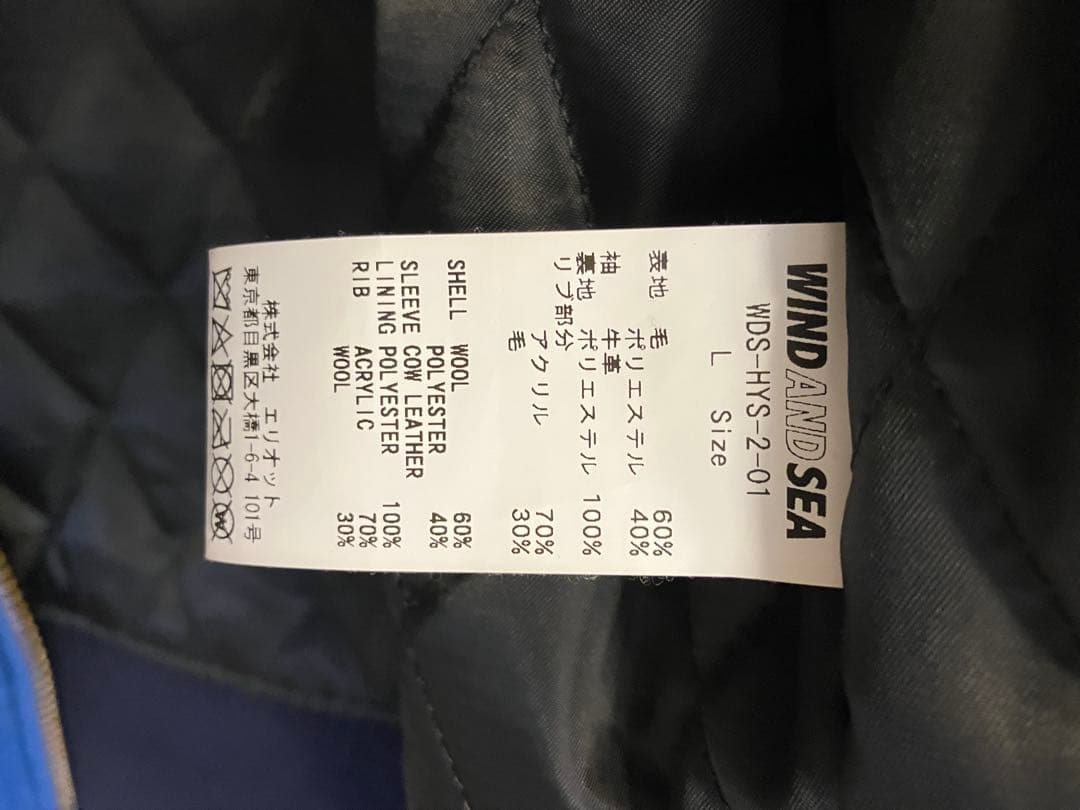 WIND AND SEA
WDS-HYS-2-01
L Size
表地 毛 60%
ポリエステル 40%
袖 牛革
裏地 ポリエステル 100%
リブ部分
アクリル 70%
毛 30%
SHELL WOOL 60%
POLYESTER 40%
SLEEVE COW LEATHER
LINING POLYESTER 100%
RIB ACRYLIC 70%
WOOL 30%
株式会社 エリオット
東京都目黒区大橋1-6-4 101号
W